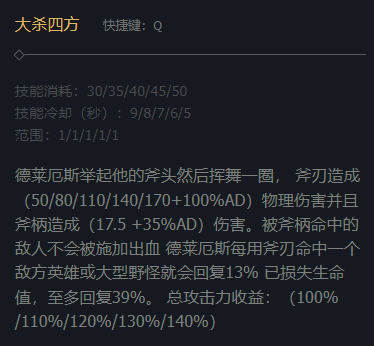 大杀四方 快捷键：Q
技能消耗：30/35/40/45/50
技能冷却（秒）：9/8/7/6/5
范围：1/1/1/1/1
德莱厄斯举起他的斧头然后挥舞一圈， 斧刃造成
（50/80/110/140/170+100%AD）物理伤害并且
斧柄造成（17.5 +35%AD）伤害。被斧柄命中的
敌人不会被施加出血 德莱厄斯每用斧刃命中一个
敌方英雄或大型野怪就会回复13% 已损失生命
值，至多回复39%。 总攻击力收益：（100%
/110%/120%/130%/140%）